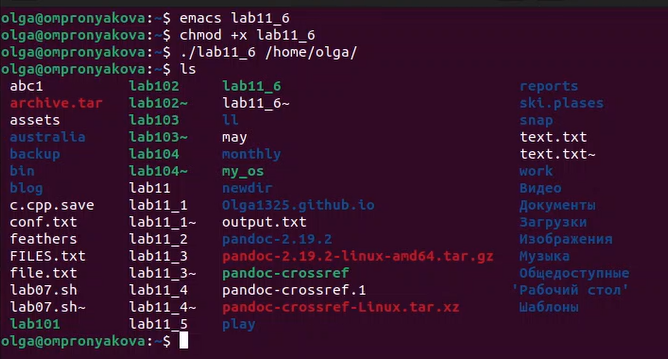 olga@ompronyakova:~$ emacs lab11_6
olga@ompronyakova:~$ chmod +x lab11_6
olga@ompronyakova:~$ ./lab11_6 /home/olga/
olga@ompronyakova:~$ ls
abc1 lab102 lab11_6 reports
archive.tar lab102~ lab11_6~ ski.plases
assets lab103 ll snap
australia lab103~ may text.txt
backup lab104 monthly text.txt~
bin lab104~ my_os work
blog lab11 newdir Видео
c.cpp.save lab11_1 Olga1325.github.io Документы
conf.txt lab11_1~ output.txt Загрузки
feathers lab11_2 pandoc-2.19.2 Изображения
FILES.txt lab11_3 pandoc-2.19.2-linux-amd64.tar.gz Музыка
file.txt lab11_3~ pandoc-crossref Общедоступные
lab07.sh lab11_4 pandoc-crossref.1 'Рабочий стол'
lab07.sh~ lab11_4~ pandoc-crossref-Linux.tar.xz Шаблоны
lab101 lab11_5 play
olga@ompronyakova:~$